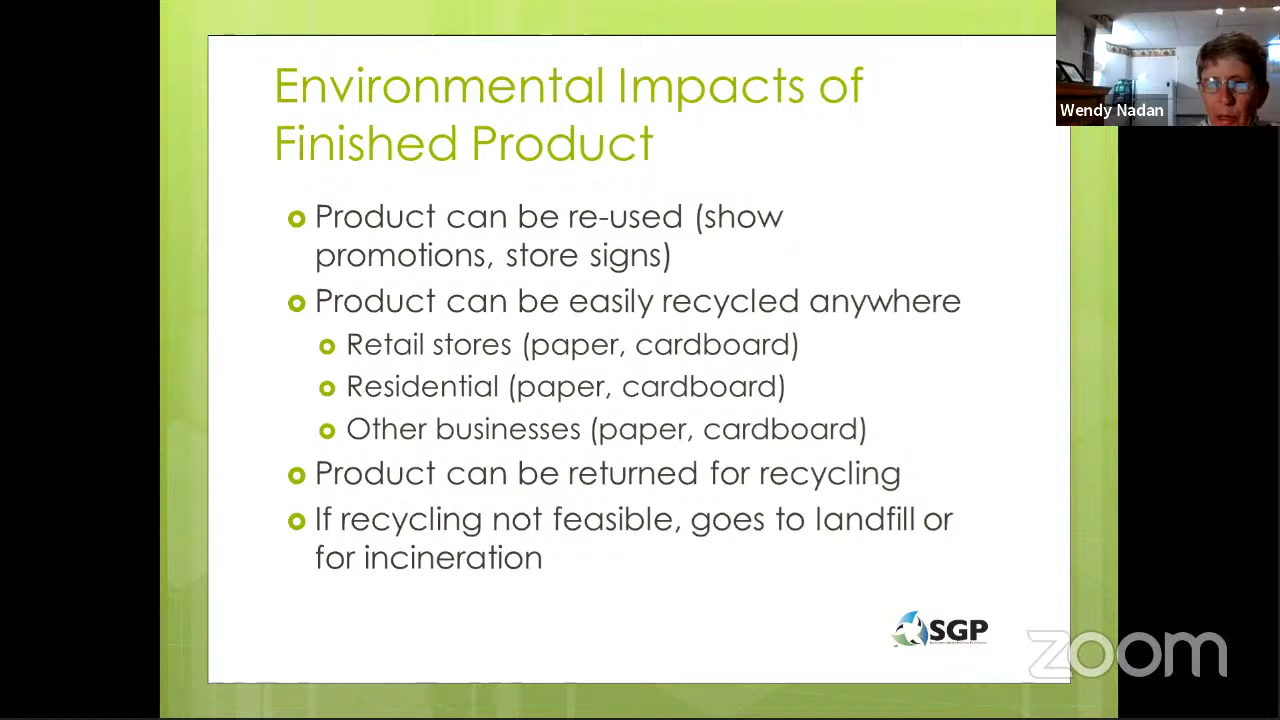 Environmental Impacts of
Finished Product
Product can be re-used (show
promotions, store signs)
Product can be easily recycled anywhere
Retail stores (paper, cardboard)
Residential (paper, cardboard)
Other businesses (paper, cardboard)
Product can be returned for recycling
If recycling not feasible, goes to landfill or
for incineration
SGP
zoom
Wendy Nadan